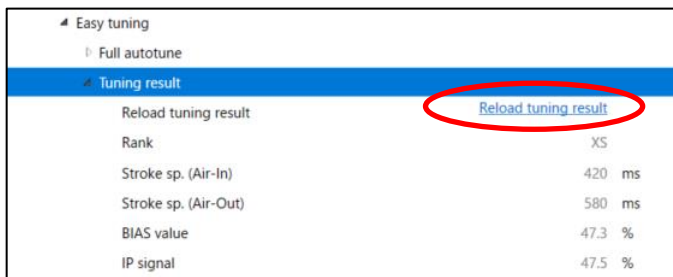 Easy tuning
Full autotune
Tuning result
Reload tuning result Reload tuning result
Rank XS
Stroke sp. (Air-In) 420 ms
Stroke sp. (Air-Out) 580 ms
BIAS value 47.3 %
IP signal 47.5 %